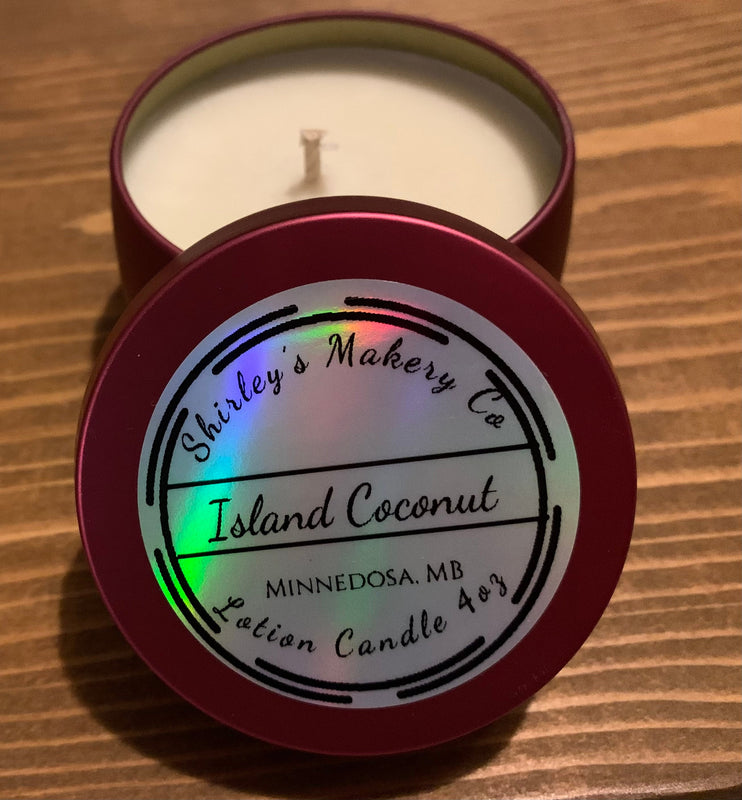 Shirley's Makery Co
Island Coconut
MINNEDOSA, MB
Lotion Candle 4oz